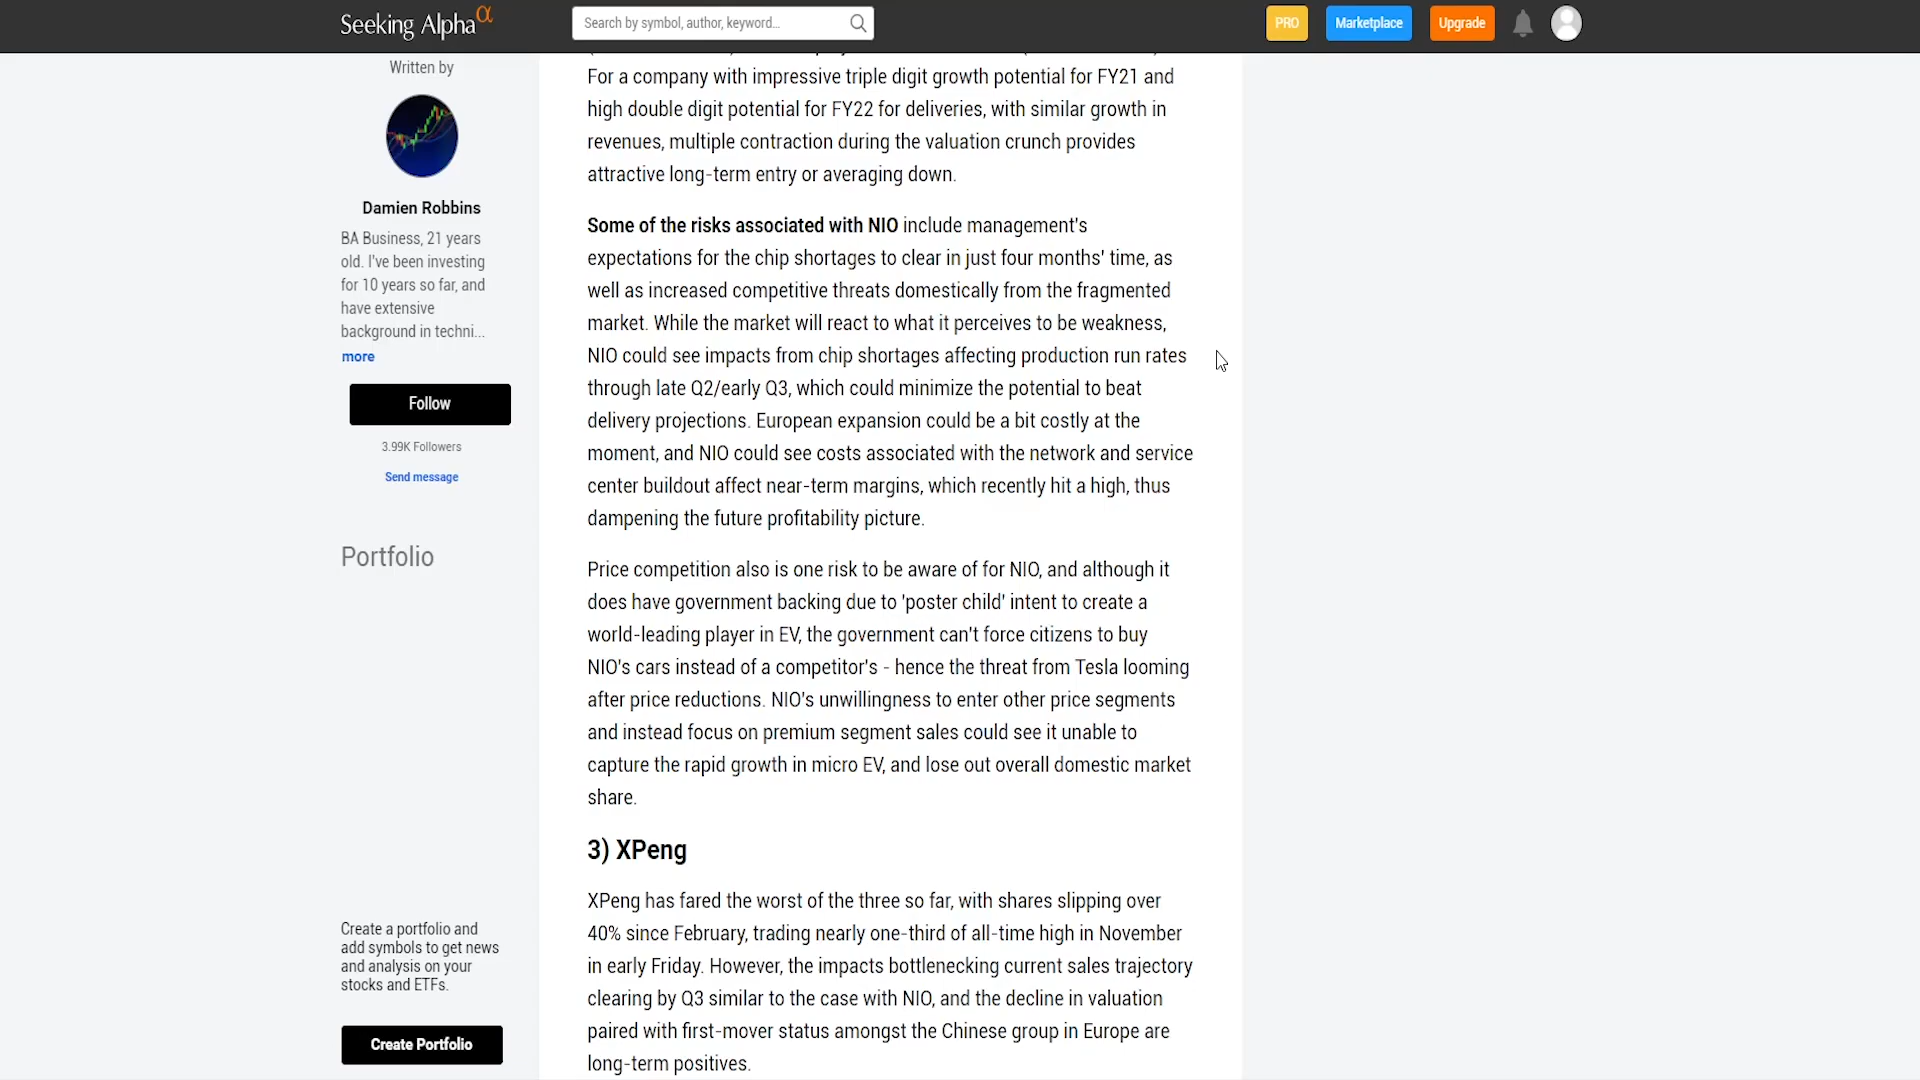 Seeking Alpha α
Search by symbol, author, keyword...
PRO
Marketplace
Upgrade
Written by
Damien Robbins
BA Business, 21 years
old. I've been investing
for 10 years so far, and
have extensive
background in techni...
more
Follow
3.99K Followers
Send message
Portfolio
Create a portfolio and
add symbols to get news
and analysis on your
stocks and ETFs.
Create Portfolio
For a company with impressive triple digit growth potential for FY21 and
high double digit potential for FY22 for deliveries, with similar growth in
revenues, multiple contraction during the valuation crunch provides
attractive long-term entry or averaging down.
Some of the risks associated with NIO include management's
expectations for the chip shortages to clear in just four months' time, as
well as increased competitive threats domestically from the fragmented
market. While the market will react to what it perceives to be weakness,
NIO could see impacts from chip shortages affecting production run rates
through late Q2/early Q3, which could minimize the potential to beat
delivery projections. European expansion could be a bit costly at the
moment, and NIO could see costs associated with the network and service
center buildout affect near-term margins, which recently hit a high, thus
dampening the future profitability picture.
Price competition also is one risk to be aware of for NIO, and although it
does have government backing due to 'poster child' intent to create a
world-leading player in EV, the government can't force citizens to buy
NIO's cars instead of a competitor's - hence the threat from Tesla looming
after price reductions. NIO's unwillingness to enter other price segments
and instead focus on premium segment sales could see it unable to
capture the rapid growth in micro EV, and lose out overall domestic market
share.
3) XPeng
XPeng has fared the worst of the three so far, with shares slipping over
40% since February, trading nearly one-third of all-time high in November
in early Friday. However, the impacts bottlenecking current sales trajectory
clearing by Q3 similar to the case with NIO, and the decline in valuation
paired with first-mover status amongst the Chinese group in Europe are
long-term positives.